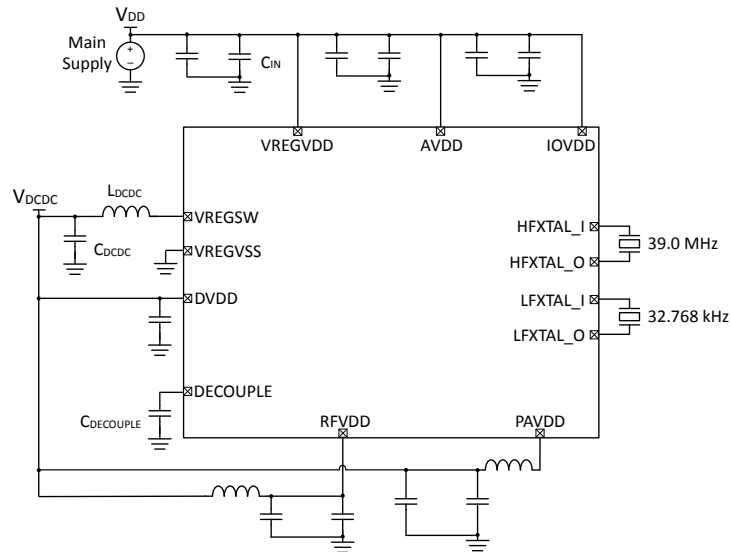 VDD
Main
Supply
+
−
CIN
VREGVDD
AVDD
IOVDD
VDCDC
LDCDC
VREGSW
HFXTAL_I
CDCDC
39.0 MHz
VREGVSS
HFXTAL_O
DVDD
LFXTAL_I
32.768 kHz
LFXTAL_O
DECOUPLE
CDECOUPLE
RFVDD
PAVDD